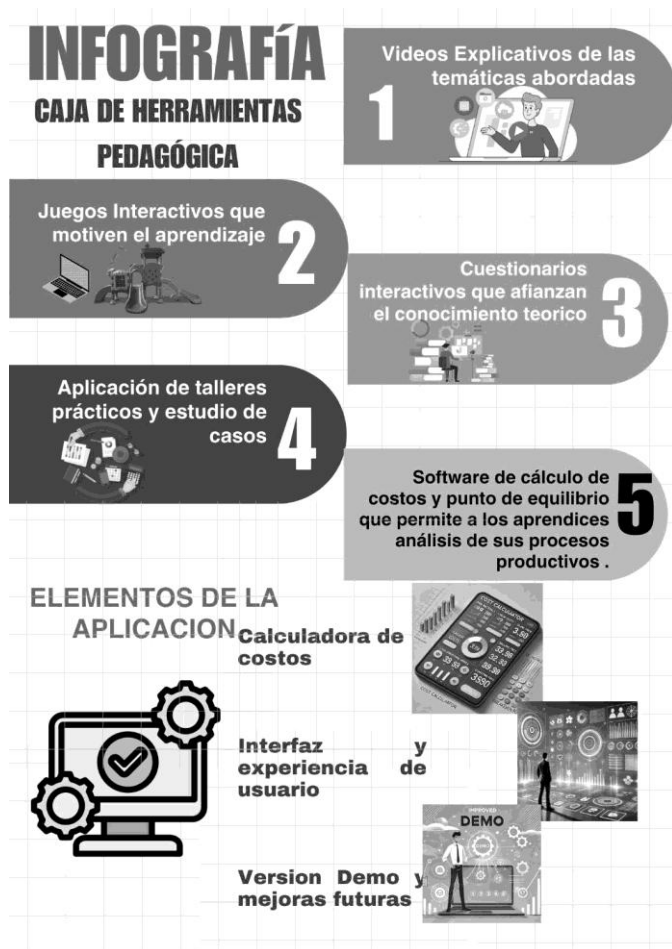 INFOGRAFÍA
CAJA DE HERRAMIENTAS
PEDAGÓGICA
Videos Explicativos de las
temáticas abordadas
1
Juegos Interactivos que
motiven el aprendizaje
2
Cuestionarios
interactivos que afianzan
el conocimiento teorico
3
Aplicación de talleres
prácticos y estudio de
casos
4
Software de cálculo de
costos y punto de equilibrio
que permite a los aprendices
análisis de sus procesos
productivos .
5
ELEMENTOS DE LA
APLICACION
Calculadora de
costos
Interfaz y
experiencia de
usuario
IMPROVED
DEMO
Version Demo y
mejoras futuras